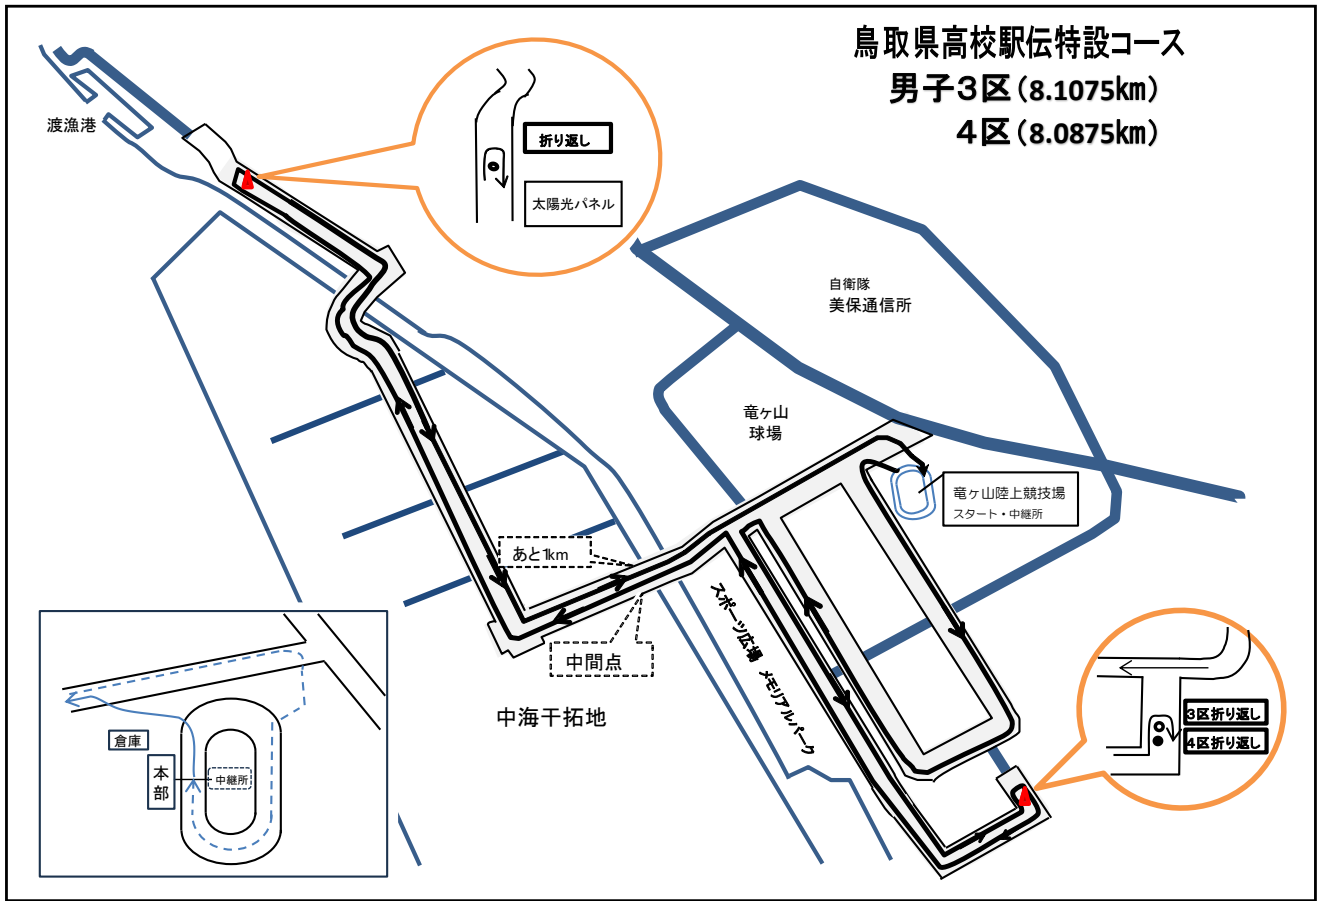 鳥取県高校駅伝特設コース
男子３区(8.1075㎞)
４区(8.0875㎞)
渡漁港
折り返し
太陽光パネル
自衛隊
美保通信所
竜ヶ山
球場
竜ヶ山陸上競技場
スタート・中継所
あと1km
中間点
中海干拓地
スポーツ広場 メモリアルパーク
3区折り返し
4区折り返し
倉庫
本部
中継所